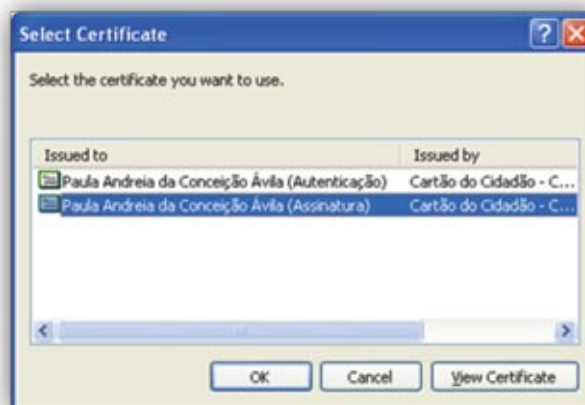 Select Certificate
Select the certificate you want to use.
Issued to Issued by
Paula Andreia da Conceição Ávila (Autenticação) Cartão do Cidadão - C...
Paula Andreia da Conceição Ávila (Assinatura) Cartão do Cidadão - C...
OK Cancel View Certificate